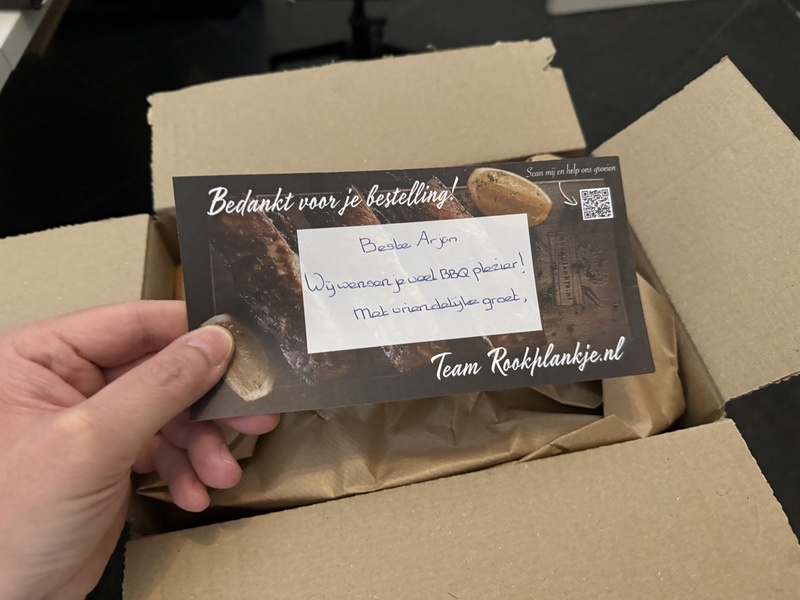 Bedankt voor je bestelling!
Scan mij en help ons groeien
Beste Arjan
Wij wensen je veel BBQ plezier!
Met vriendelijke groet,
Team Rookplankje.nl